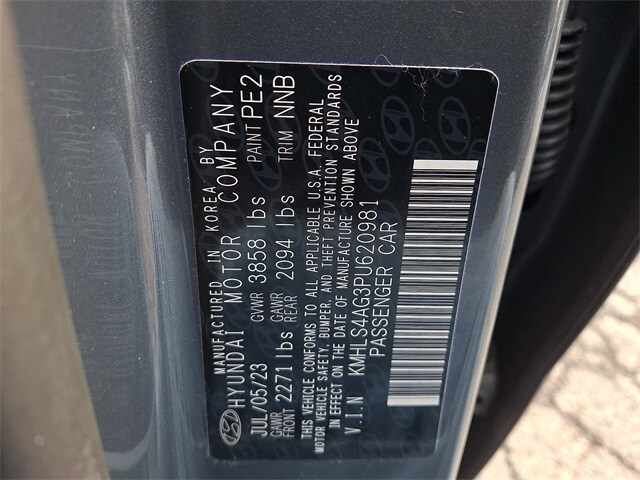 MANUFACTURED IN KOREA BY
HYUNDAI MOTOR COMPANY
JUL/05/23 GVWR 3858 lbs PAINT PE2
GAWR FRONT 2271 lbs GAWR REAR 2094 lbs TRIM NNB
THIS VEHICLE CONFORMS TO ALL APPLICABLE U.S.A. FEDERAL
MOTOR VEHICLE SAFETY, BUMPER, AND THEFT PREVENTION STANDARDS
IN EFFECT ON THE DATE OF MANUFACTURE SHOWN ABOVE
V.I.N KMHLS4AG3PU620981
PASSENGER CAR